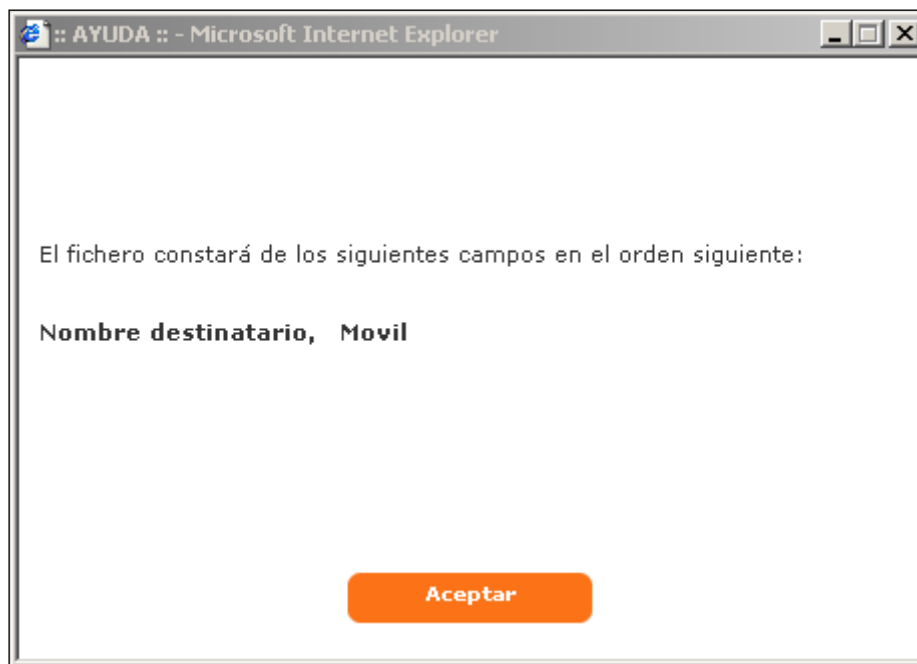 :: AYUDA :: - Microsoft Internet Explorer
El fichero constará de los siguientes campos en el orden siguiente:
Nombre destinatario, Movil
Aceptar